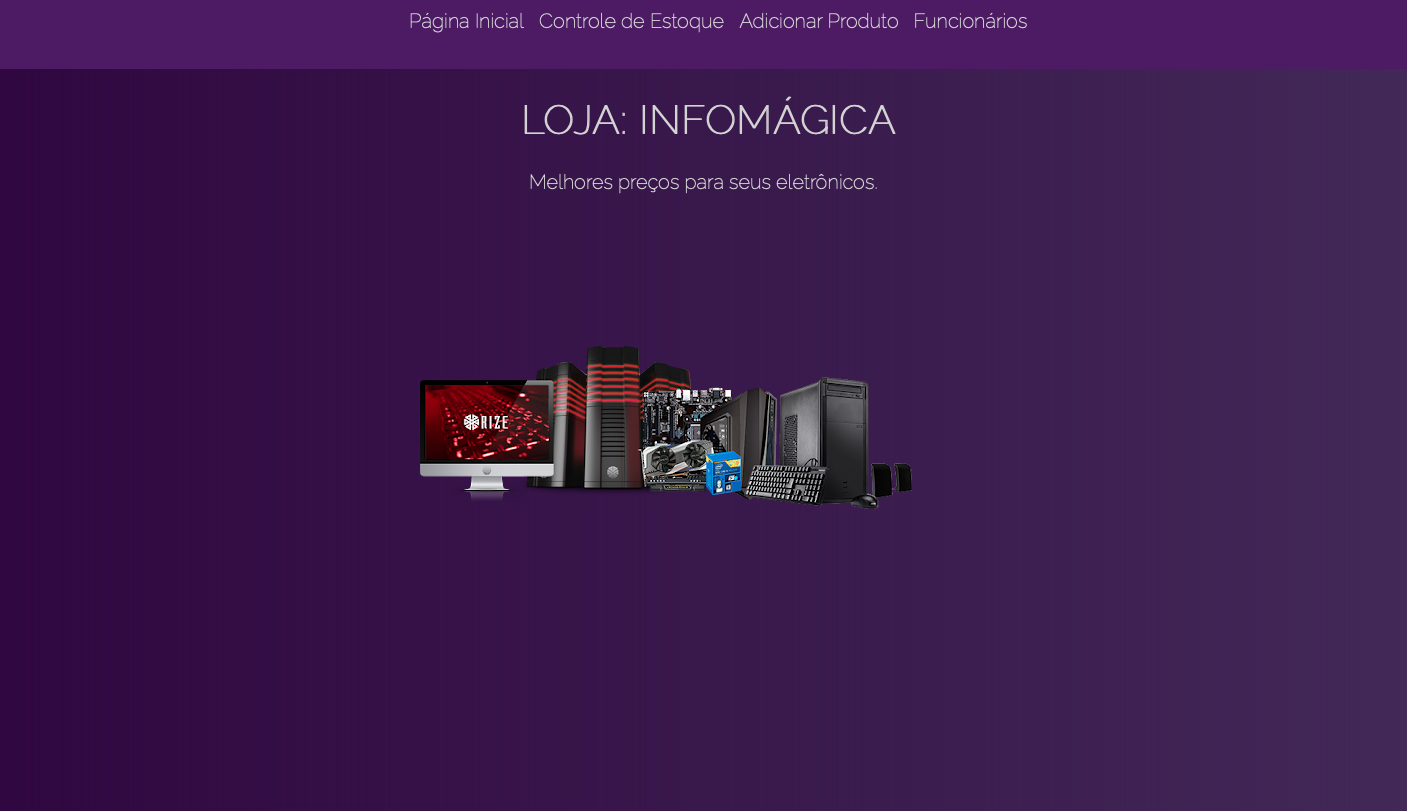 Página Inicial Controle de Estoque Adicionar Produto Funcionários
LOJA: INFOMÁGICA
Melhores preços para seus eletrônicos.
RIZE